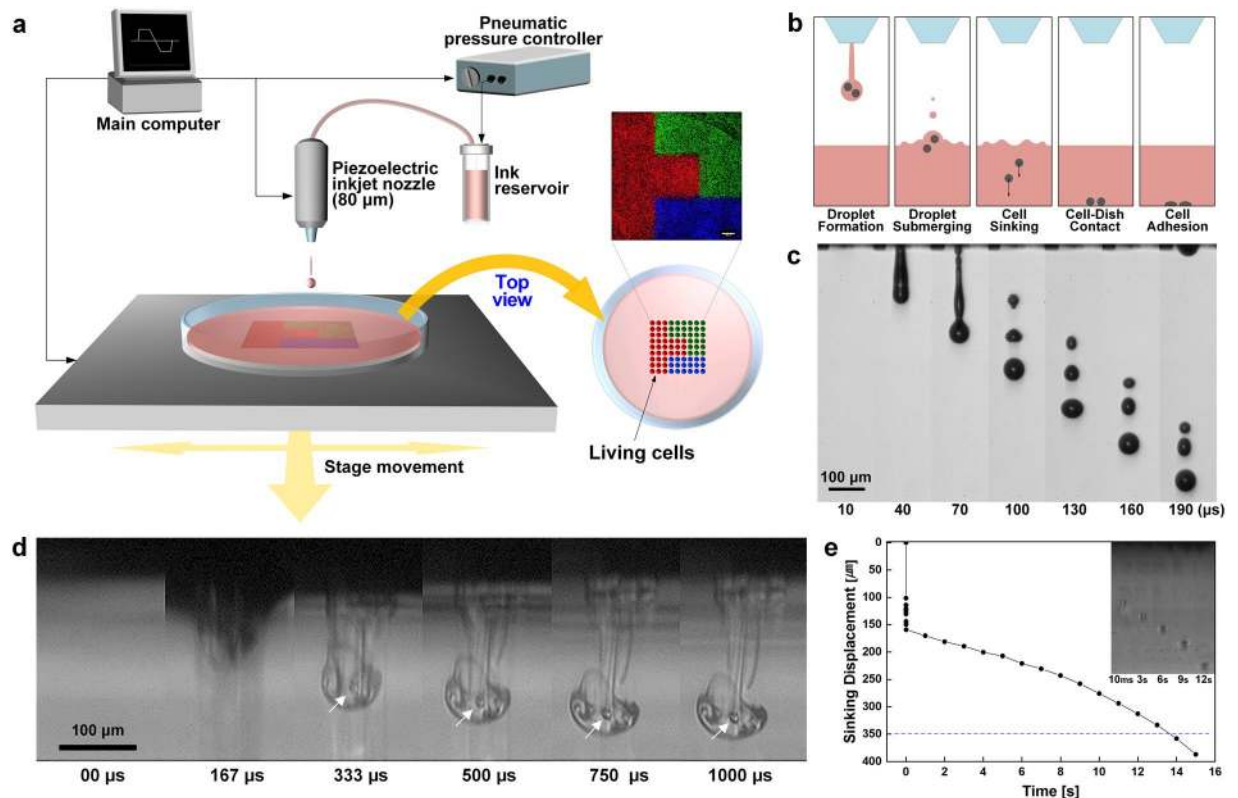 a
Main computer
Pneumatic
pressure controller
Piezoelectric
inkjet nozzle
(80 μm)
Ink
reservoir
Top
view
Living cells
Stage movement
b
Droplet
Formation
Droplet
Submerging
Cell
Sinking
Cell-Dish
Contact
Cell
Adhesion
c
100 μm
10 40 70 100 130 160 190 (μs)
d
100 μm
00 μs 167 μs 333 μs 500 μs 750 μs 1000 μs
e
Sinking Displacement [㎛]
0
50
100
150
200
250
300
350
400
10ms 3s 6s 9s 12s
0 2 4 6 8 10 12 14 16
Time [s]